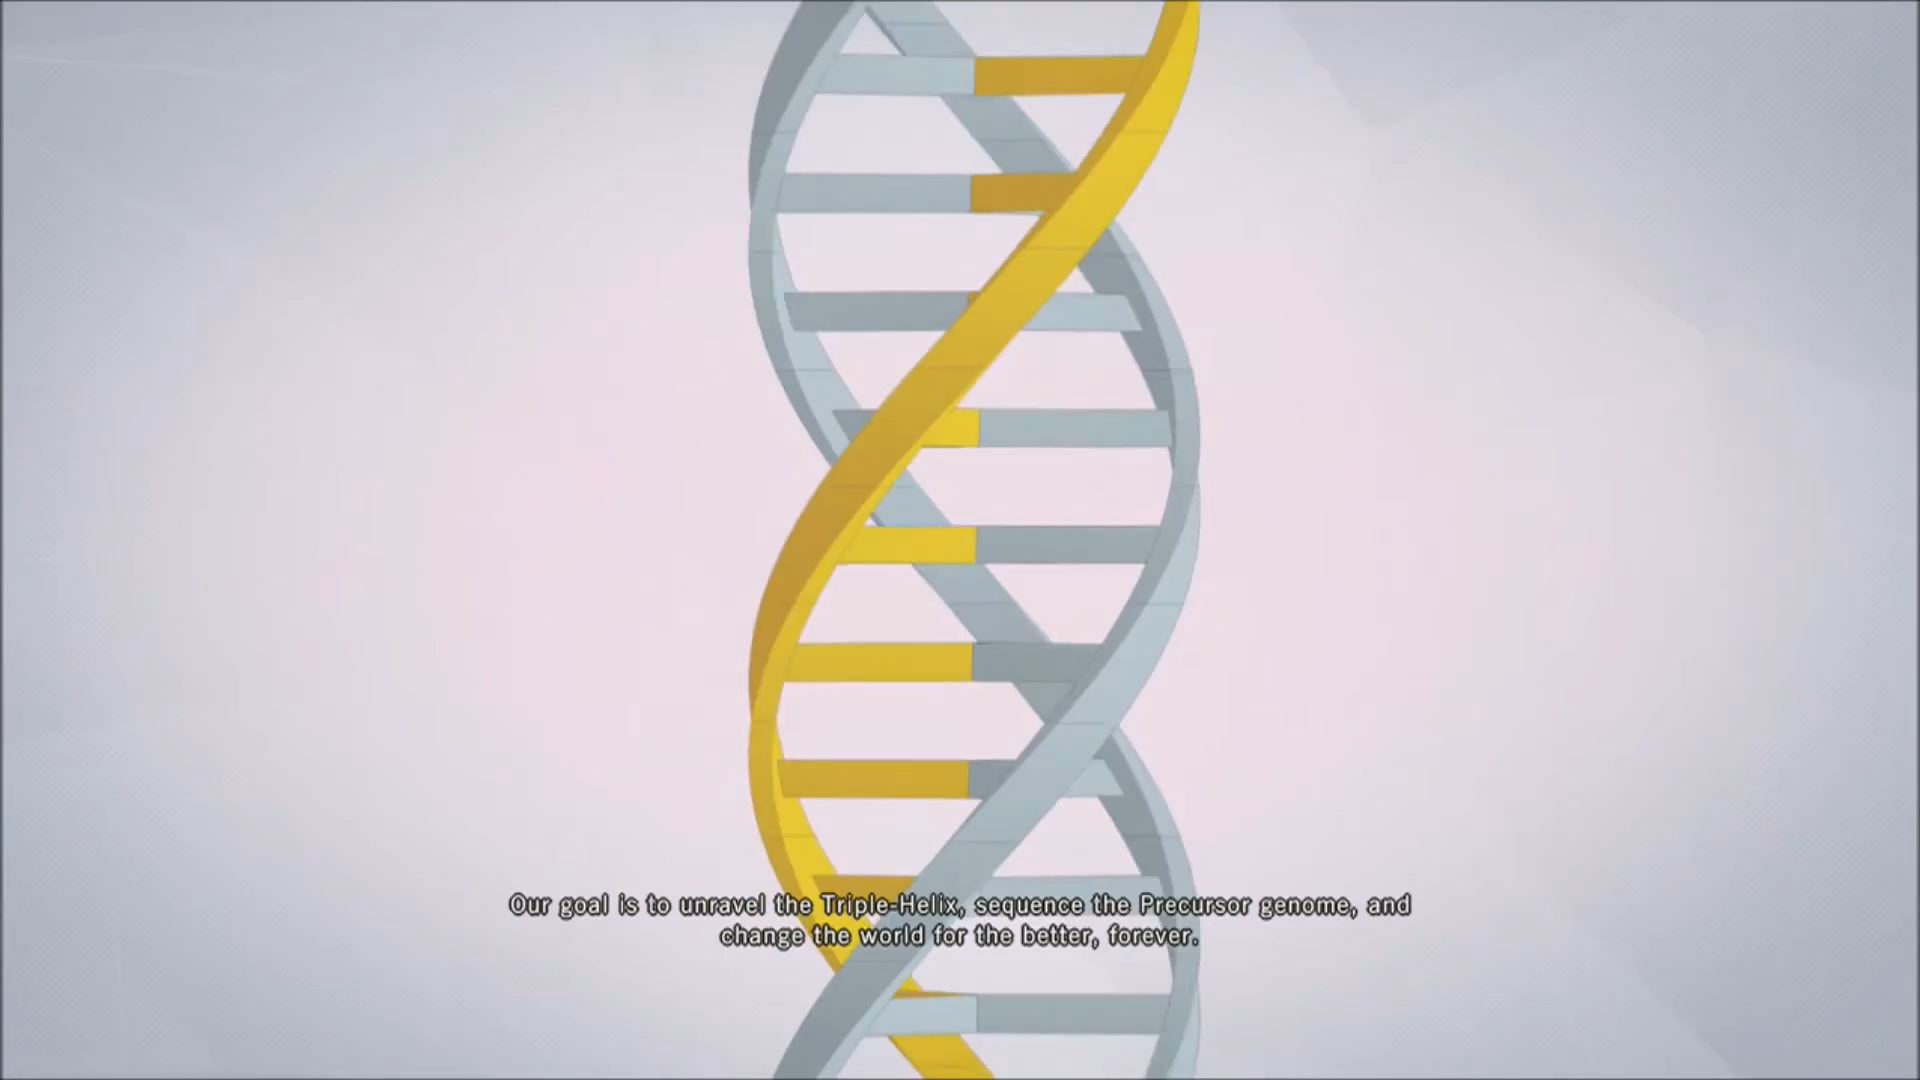 Our goal is to unravel the Triple-Helix, sequence the Precursor genome, and
change the world for the better, forever.